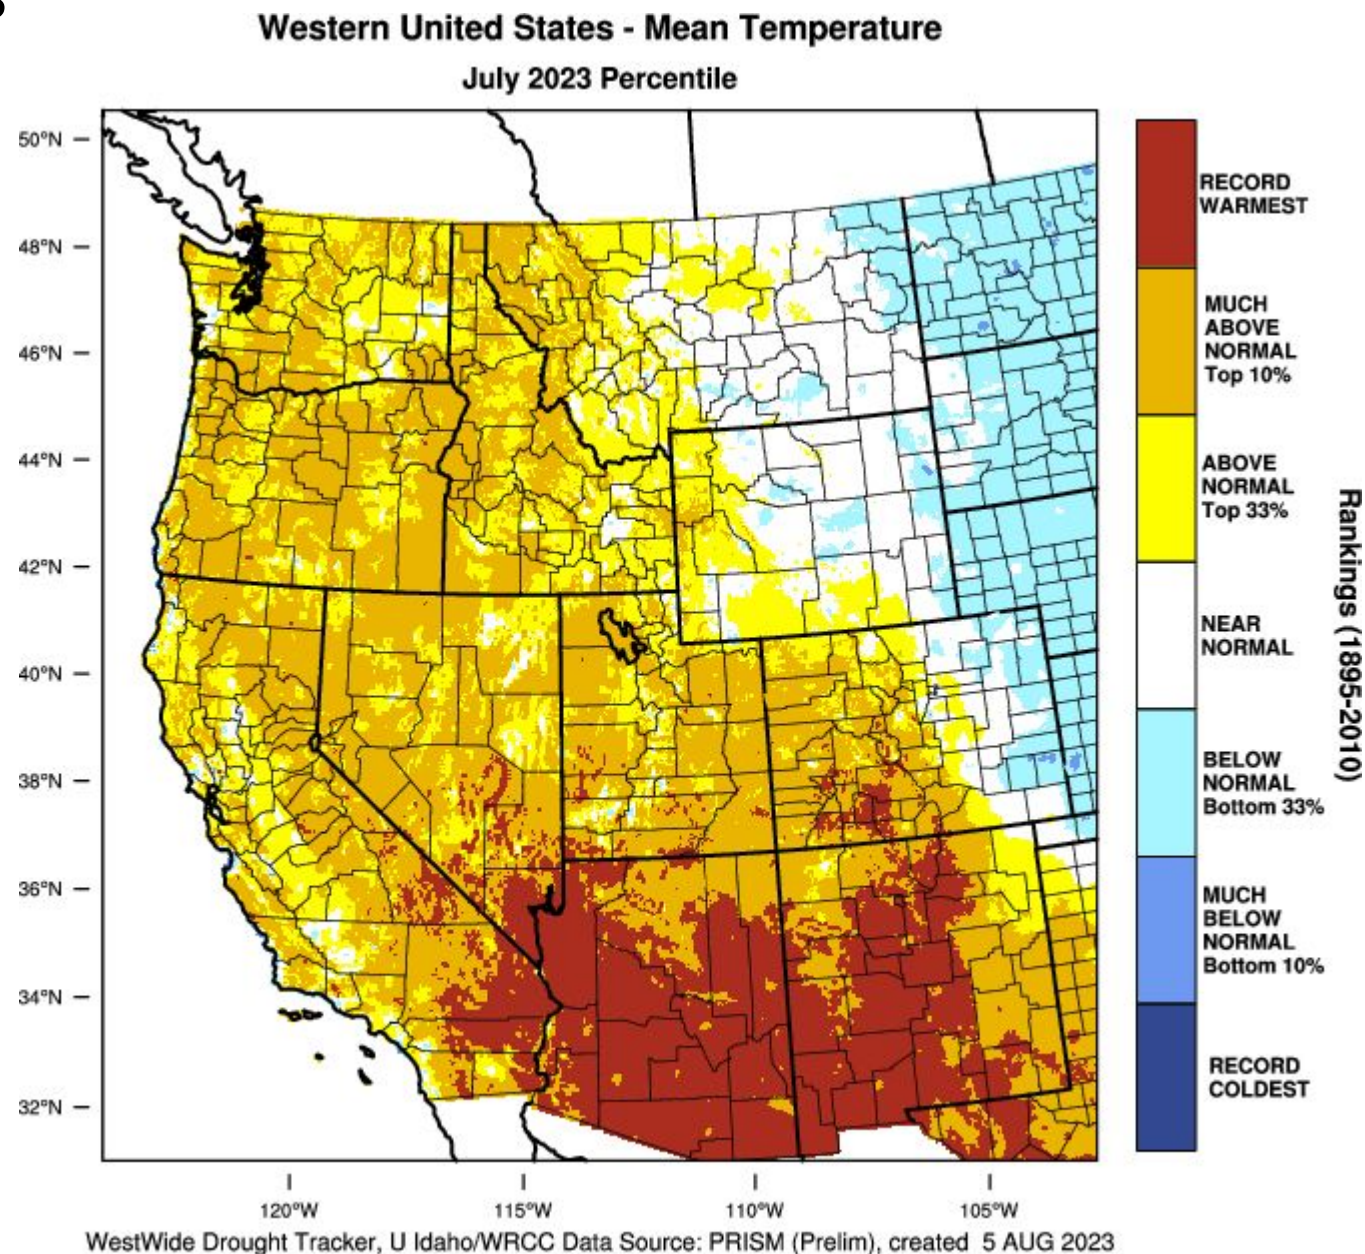 Western United States - Mean Temperature
July 2023 Percentile
50°N
48°N
46°N
44°N
42°N
40°N
38°N
36°N
34°N
32°N
120°W
115°W
110°W
105°W
RECORD
WARMEST
MUCH
ABOVE
NORMAL
Top 10%
ABOVE
NORMAL
Top 33%
NEAR
NORMAL
BELOW
NORMAL
Bottom 33%
MUCH
BELOW
NORMAL
Bottom 10%
RECORD
COLDEST
Rankings (1895-2010)
WestWide Drought Tracker, U Idaho/WRCC Data Source: PRISM (Prelim), created 5 AUG 2023